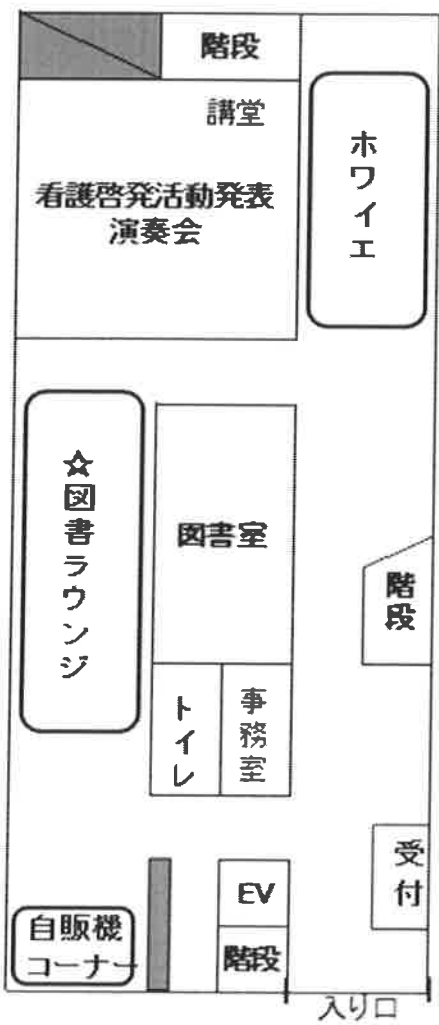 階段
講堂
看護啓発活動発表
演奏会
ホワイエ
☆図書ラウンジ
図書室
階段
トイレ
事務室
受付
EV
階段
自販機
コーナー
入り口